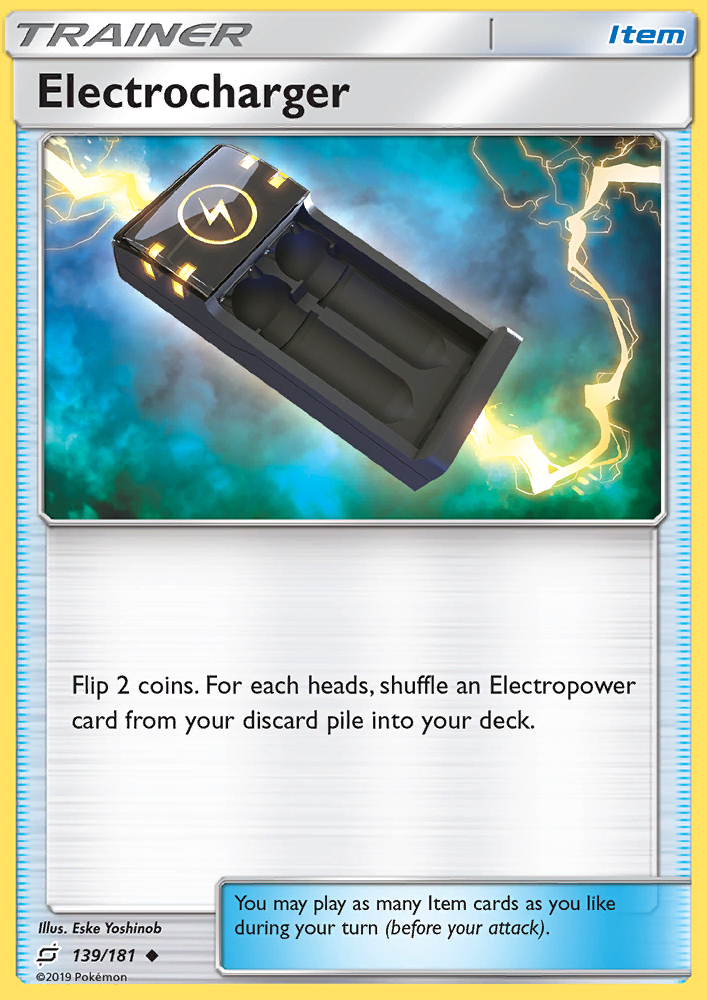 TRAINER
Item
Electrocharger
Flip 2 coins. For each heads, shuffle an Electropower
card from your discard pile into your deck.
You may play as many Item cards as you like
during your turn (before your attack).
Illus. Eske Yoshinob
139/181
©2019 Pokémon